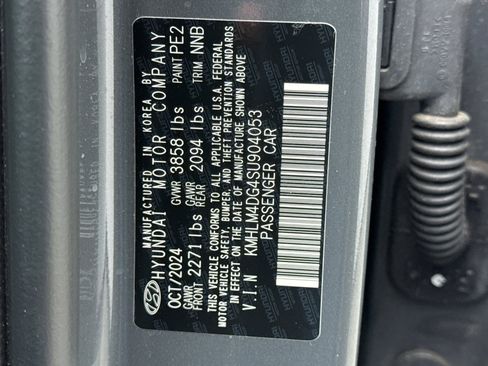 MANUFACTURED IN KOREA BY
HYUNDAI MOTOR COMPANY
OCT/2024 GVWR 3858 lbs PAINT PE2
GAWR FRONT 2271 lbs GAWR REAR 2094 lbs TRIM NNB
THIS VEHICLE CONFORMS TO ALL APPLICABLE U.S.A. FEDERAL
MOTOR VEHICLE SAFETY, BUMPER, AND THEFT PREVENTION STANDARDS
IN EFFECT ON THE DATE OF MANUFACTURE SHOWN ABOVE
V.I.N KMHLM4DG4SU904053
PASSENGER CAR